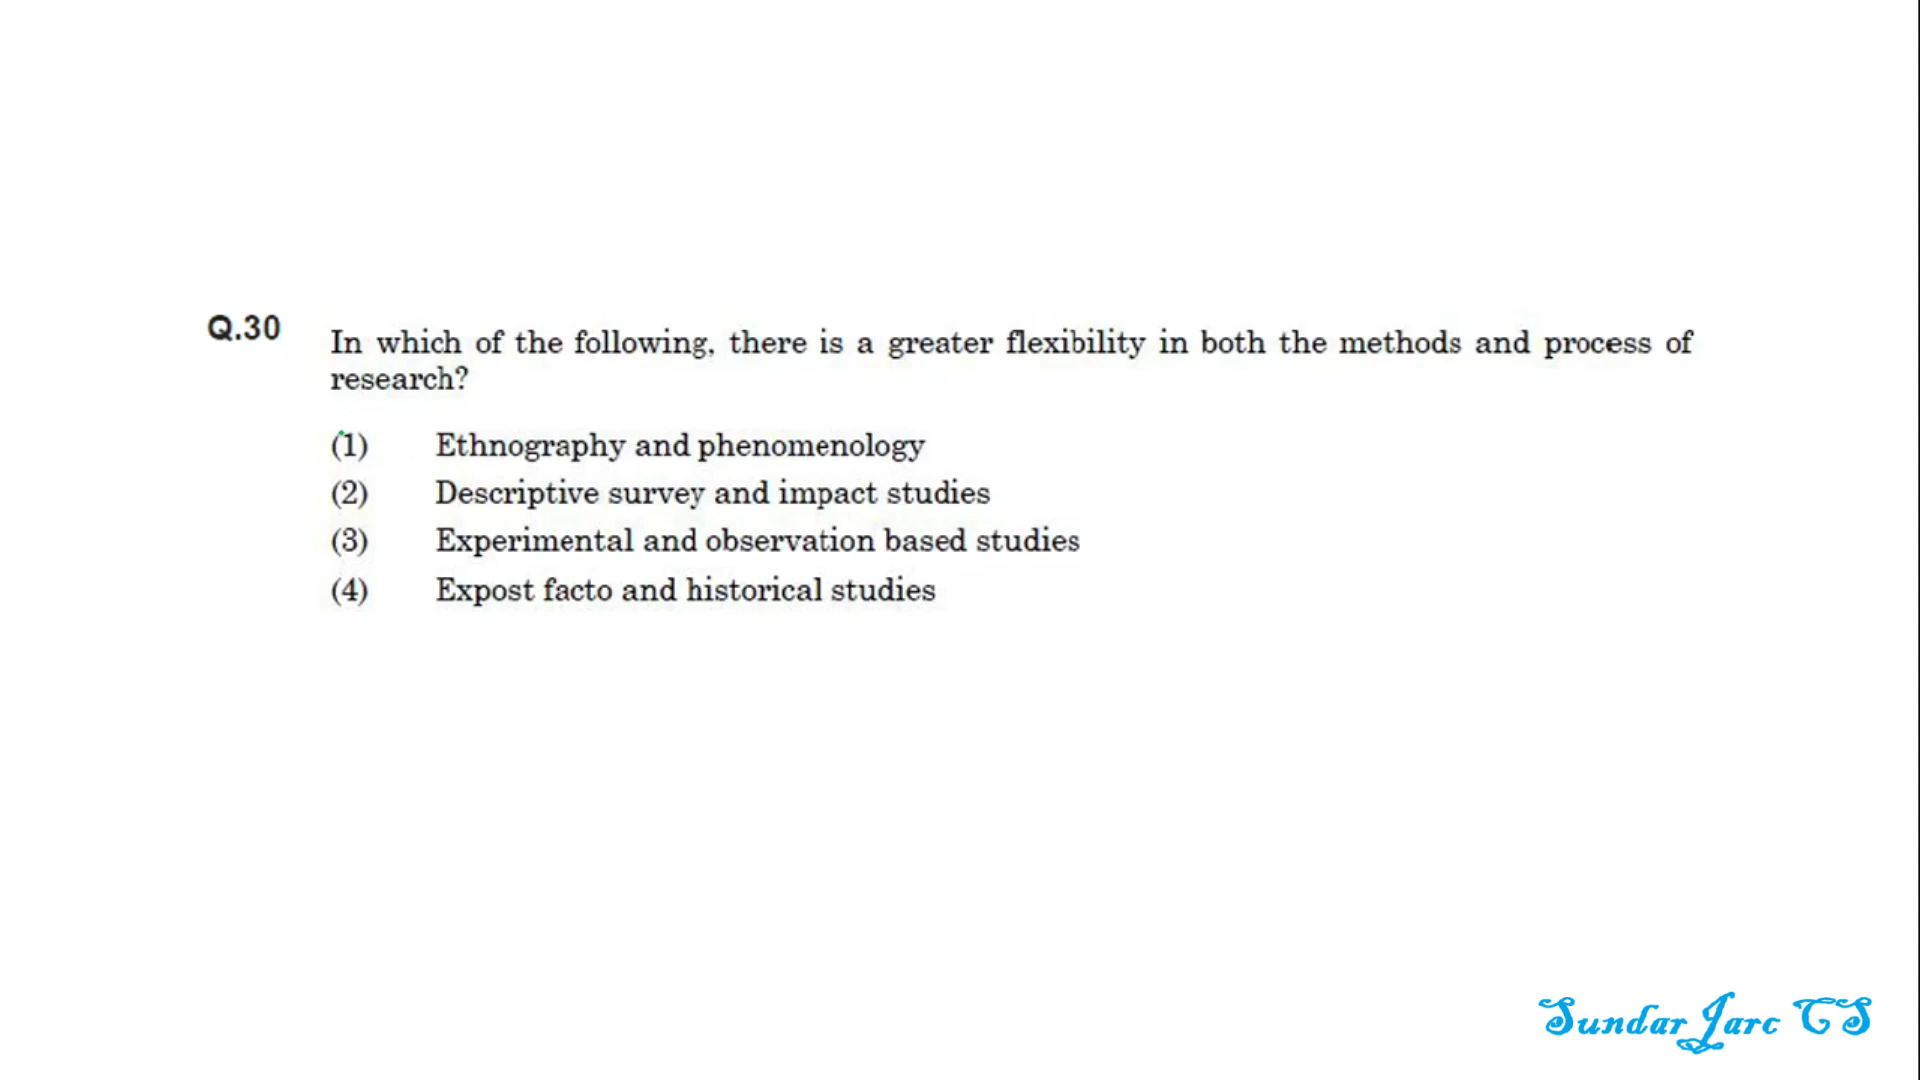 Q.30
In which of the following, there is a greater flexibility in both the methods and process of
research?
(1) Ethnography and phenomenology
(2) Descriptive survey and impact studies
(3) Experimental and observation based studies
(4) Expost facto and historical studies
Sundar Jarc TS